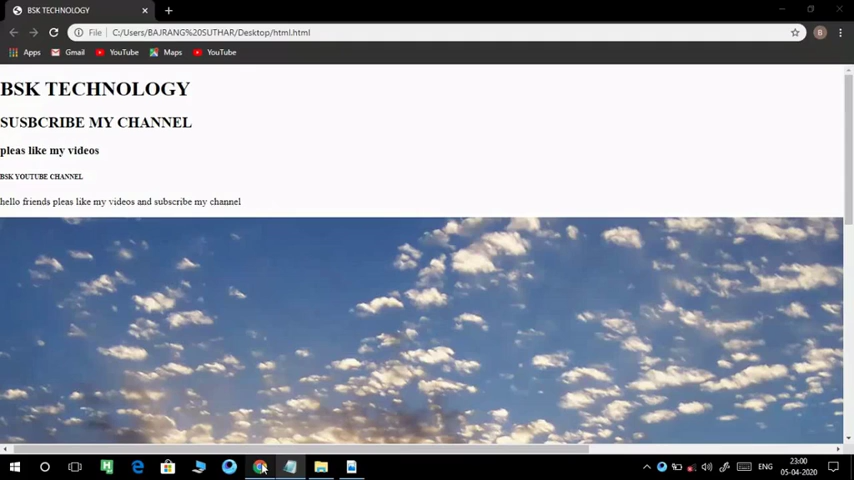 BSK TECHNOLOGY
File C:/Users/BAJRANG%20SUTHAR/Desktop/html.html B
Apps Gmail YouTube Maps YouTube
BSK TECHNOLOGY
SUSBCRIBE MY CHANNEL
pleas like my videos
BSK YOUTUBE CHANNEL
hello friends pleas like my videos and subscribe my channel
ENG
23:00
05-04-2020